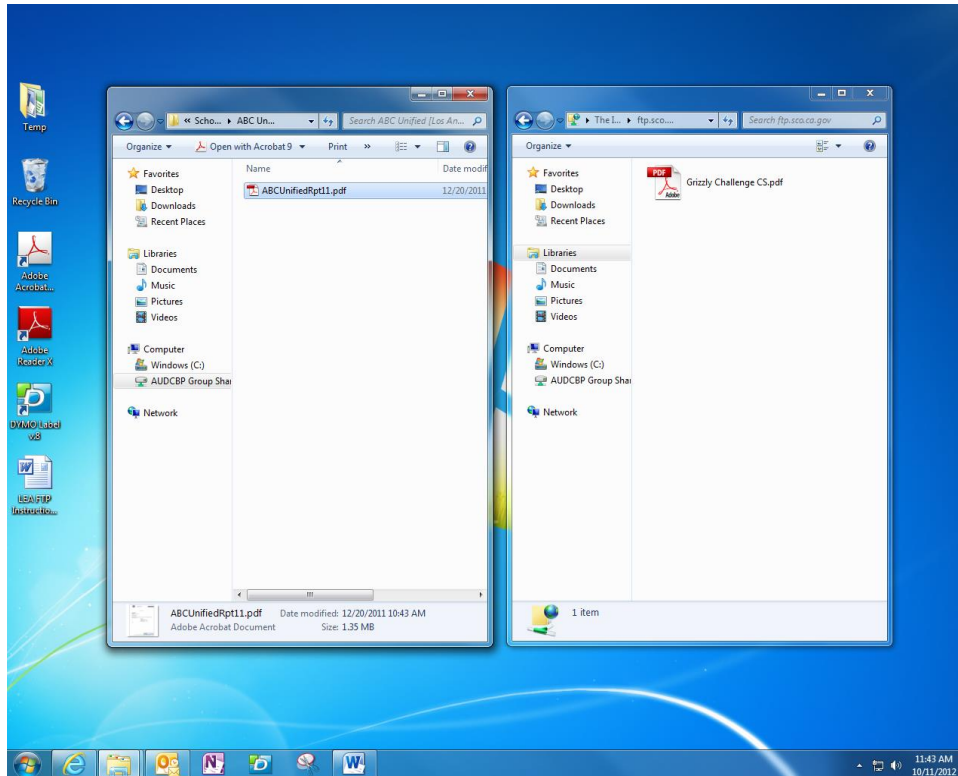 Temp
Recycle Bin
Adobe
Acrobat...
Adobe
Reader X
DYMO Label
v.8
LEA FTP
Instructio...
« Scho... ▸ ABC Un...
Search ABC Unified [Los An...
Organize
Open with Acrobat 9
Print
»
Favorites
Desktop
Downloads
Recent Places
Libraries
Documents
Music
Pictures
Videos
Computer
Windows (C:)
AUDCBP Group Shar
Network
Name
Date modif
ABCUnifiedRpt11.pdf
12/20/2011
ABCUnifiedRpt11.pdf Date modified: 12/20/2011 10:43 AM
Adobe Acrobat Document Size: 1.35 MB
▸ The I... ▸ ftp.sco....
Search ftp.sco.ca.gov
Organize
Favorites
Desktop
Downloads
Recent Places
Libraries
Documents
Music
Pictures
Videos
Computer
Windows (C:)
AUDCBP Group Shar
Network
PDF
Adobe
Grizzly Challenge CS.pdf
1 item
11:43 AM
10/11/2012